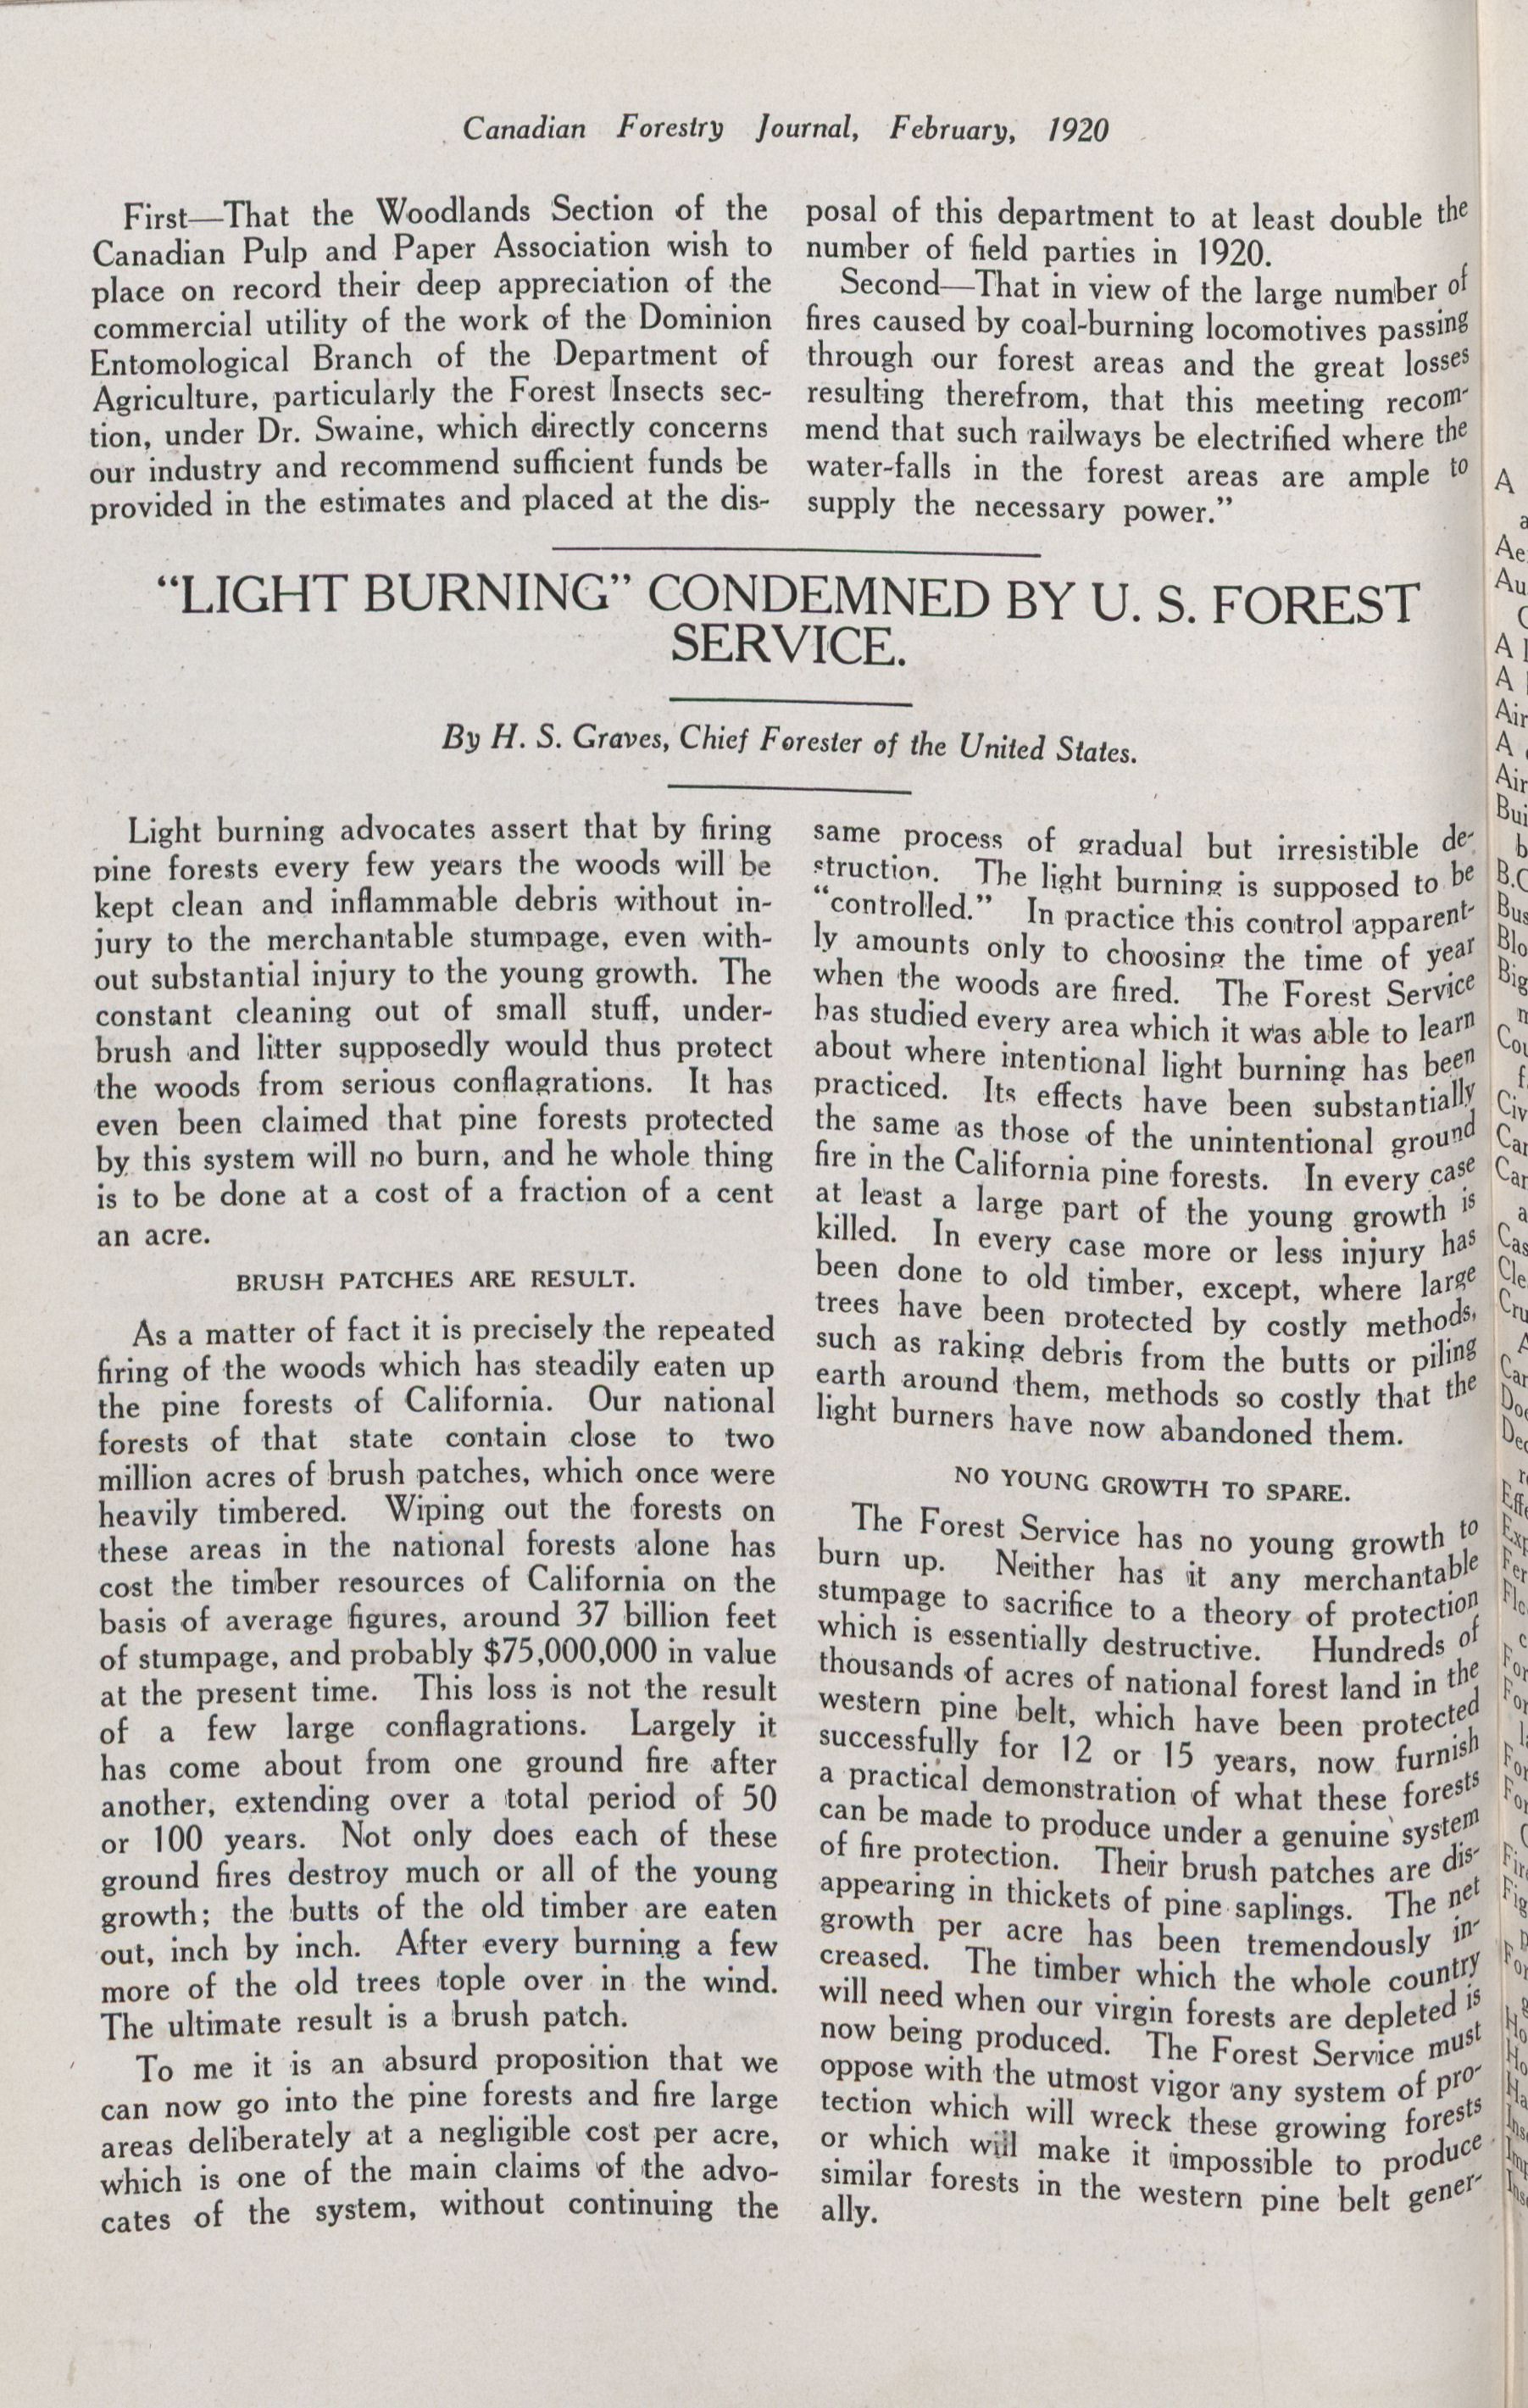 Canadian Forestry Journal, February, 1920
First—That the Woodlands Section of the
Canadian Pulp and Paper Association wish to
place on record their deep appreciation of the
commercial utility of the work of the Dominion
Entomological Branch of the Department of
Agriculture, particularly the Forest Insects sec-
tion, under Dr. Swaine, which directly concerns
our industry and recommend sufficient funds be
provided in the estimates and placed at the dis-
posal of this department to at least double the
number of field parties in 1920.
Second—That in view of the large number of
fires caused by coal-burning locomotives passing
through our forest areas and the great losses
resulting therefrom, that this meeting recom-
mend that such railways be electrified where the
water-falls in the forest areas are ample to
supply the necessary power."
"LIGHT BURNING" CONDEMNED BY U. S. FOREST
SERVICE.
By H. S. Graves, Chief Forester of the United States.
Light burning advocates assert that by firing
pine forests every few years the woods will be
kept clean and inflammable debris without in-
jury to the merchantable stumpage, even with-
out substantial injury to the young growth. The
constant cleaning out of small stuff, under-
brush and litter supposedly would thus protect
the woods from serious conflagrations. It has
even been claimed that pine forests protected
by this system will no burn, and he whole thing
is to be done at a cost of a fraction of a cent
an acre.
BRUSH PATCHES ARE RESULT.
As a matter of fact it is precisely the repeated
firing of the woods which has steadily eaten up
the pine forests of California. Our national
forests of that state contain close to two
million acres of brush patches, which once were
heavily timbered. Wiping out the forests on
these areas in the national forests alone has
cost the timber resources of California on the
basis of average figures, around 37 billion feet
of stumpage, and probably $75,000,000 in value
at the present time. This loss is not the result
of a few large conflagrations. Largely it
has come about from one ground fire after
another, extending over a total period of 50
or 100 years. Not only does each of these
ground fires destroy much or all of the young
growth; the butts of the old timber are eaten
out, inch by inch. After every burning a few
more of the old trees tople over in the wind.
The ultimate result is a brush patch.
To me it is an absurd proposition that we
can now go into the pine forests and fire large
areas deliberately at a negligible cost per acre,
which is one of the main claims of the advo-
cates of the system, without continuing the
same process of gradual but irresistible de-
struction. The light burning is supposed to be
"controlled." In practice this control apparent-
ly amounts only to choosing the time of year
when the woods are fired. The Forest Service
has studied every area which it was able to learn
about where intentional light burning has been
practiced. Its effects have been substantially
the same as those of the unintentional ground
fire in the California pine forests. In every case
at least a large part of the young growth is
killed. In every case more or less injury has
been done to old timber, except, where large
trees have been protected by costly methods,
such as raking debris from the butts or piling
earth around them, methods so costly that the
light burners have now abandoned them.
NO YOUNG GROWTH TO SPARE.
The Forest Service has no young growth to
burn up. Neither has it any merchantable
stumpage to sacrifice to a theory of protection
which is essentially destructive. Hundreds of
thousands of acres of national forest land in the
western pine belt, which have been protected
successfully for 12 or 15 years, now furnish
a practical demonstration of what these forests
can be made to produce under a genuine system
of fire protection. Their brush patches are dis-
appearing in thickets of pine saplings. The net
growth per acre has been tremendously in-
creased. The timber which the whole country
will need when our virgin forests are depleted is
now being produced. The Forest Service must
oppose with the utmost vigor any system of pro-
tection which will wreck these growing forests
or which will make it impossible to produce
similar forests in the western pine belt gener-
ally.